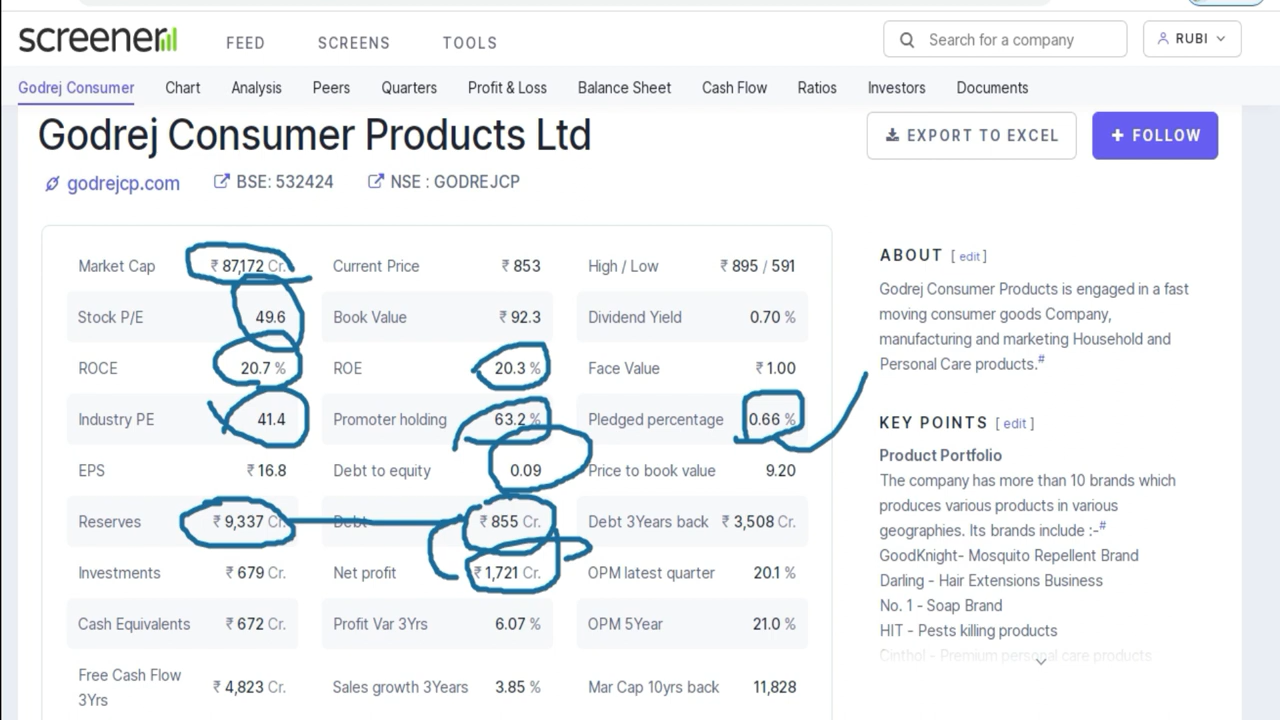 screener
FEED SCREENS TOOLS
Search for a company
RUBI
Godrej Consumer Chart Analysis Peers Quarters Profit & Loss Balance Sheet Cash Flow Ratios Investors Documents
Godrej Consumer Products Ltd
EXPORT TO EXCEL
+ FOLLOW
godrejcp.com BSE: 532424 NSE : GODREJCP
Market Cap ₹ 87,172 Cr. Current Price ₹ 853 High / Low ₹ 895 / 591
Stock P/E 49.6 Book Value ₹ 92.3 Dividend Yield 0.70 %
ROCE 20.7 % ROE 20.3 % Face Value ₹ 1.00
Industry PE 41.4 Promoter holding 63.2 % Pledged percentage 0.66 %
EPS ₹ 16.8 Debt to equity 0.09 Price to book value 9.20
Reserves ₹ 9,337 Cr. Debt ₹ 855 Cr. Debt 3Years back ₹ 3,508 Cr.
Investments ₹ 679 Cr. Net profit ₹ 1,721 Cr. OPM latest quarter 20.1 %
Cash Equivalents ₹ 672 Cr. Profit Var 3Yrs 6.07 % OPM 5Year 21.0 %
Free Cash Flow 3Yrs ₹ 4,823 Cr. Sales growth 3Years 3.85 % Mar Cap 10yrs back 11,828
ABOUT [ edit ]
Godrej Consumer Products is engaged in a fast
moving consumer goods Company,
manufacturing and marketing Household and
Personal Care products.#
KEY POINTS [ edit ]
Product Portfolio
The company has more than 10 brands which
produces various products in various
geographies. Its brands include :-#
GoodKnight- Mosquito Repellent Brand
Darling - Hair Extensions Business
No. 1 - Soap Brand
HIT - Pests killing products
Cinthol - Premium personal care products